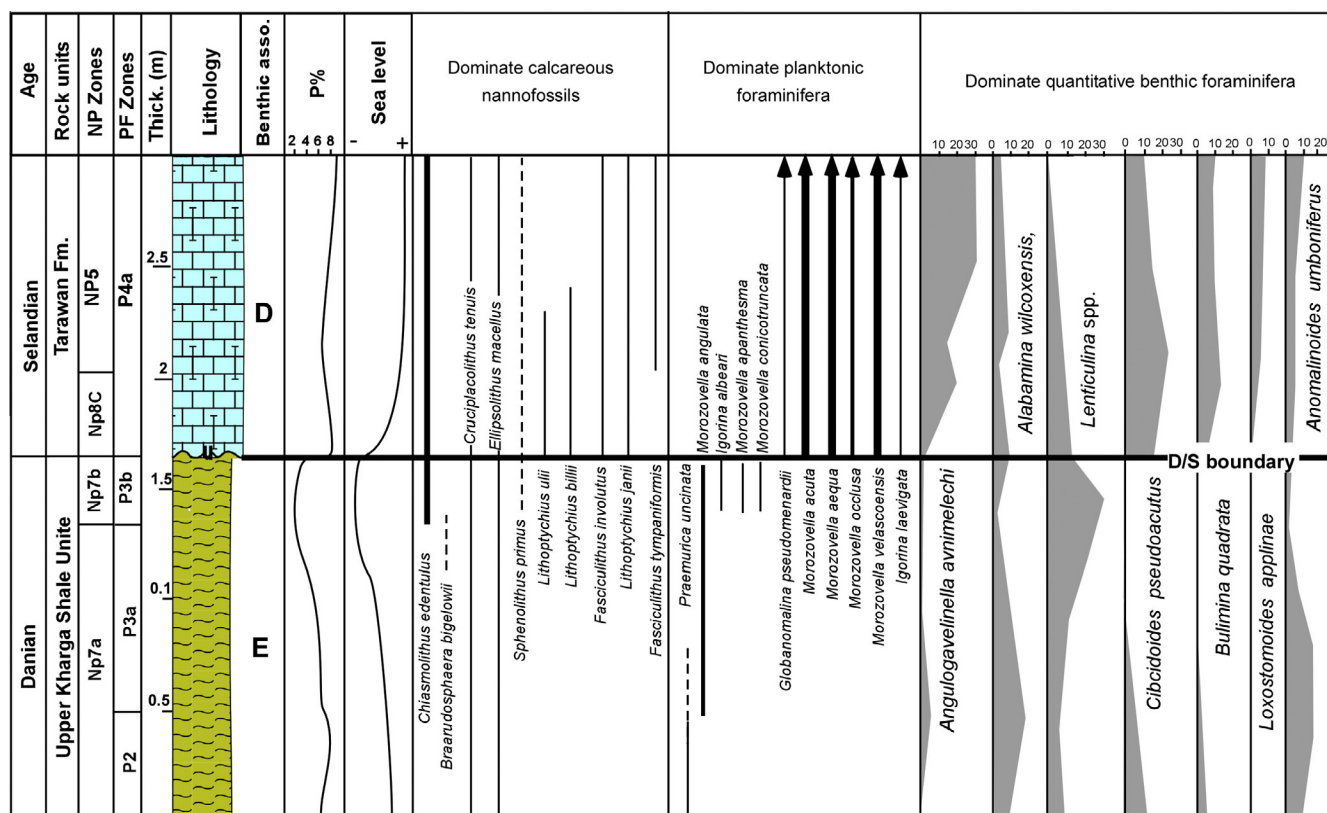 Age
Rock units
NP Zones
PF Zones
Thick. (m)
Lithology
Benthic asso.
P%
2 4 6 8
Sea level
- +
Dominate calcareous
nannofossils
Dominate planktonic
foraminifera
Dominate quantitative benthic foraminifera
10 20 30
0 10 20
0 10 20 30
0 10 20 30
0 10 20
0 10
0 10 20
Selandian
Danian
Tarawan Fm.
Upper Kharga Shale Unite
NP5
Np8C
Np7b
Np7a
P4a
P3b
P3a
P2
2.5
2
1.5
0.1
0.5
u
D
E
Chiasmolithus edentulus
Braarudosphaera bigelowii
Cruciplacolithus tenuis
Ellipsolithus macellus
Sphenolithus primus
Lithoptychius ulii
Lithoptychius billii
Fasciculithus involutus
Lithoptychius janii
Fasciculithus tympaniformis
Praemurica uncinata
Morozovella angulata
Igorina albeari
Morozovella apanthesma
Morozovella conicotruncata
Globanomalina pseudomenardii
Morozovella acuta
Morozovella aequa
Morozovella occlusa
Morozovella velascoensis
Igorina laevigata
Angulogavelinella avnimelechi
Alabamina wilcoxensis,
Lenticulina spp.
Cibcidoides pseudoacutus
Bulimina quadrata
Loxostomoides applinae
Anomalinoides umboniferus
D/S boundary